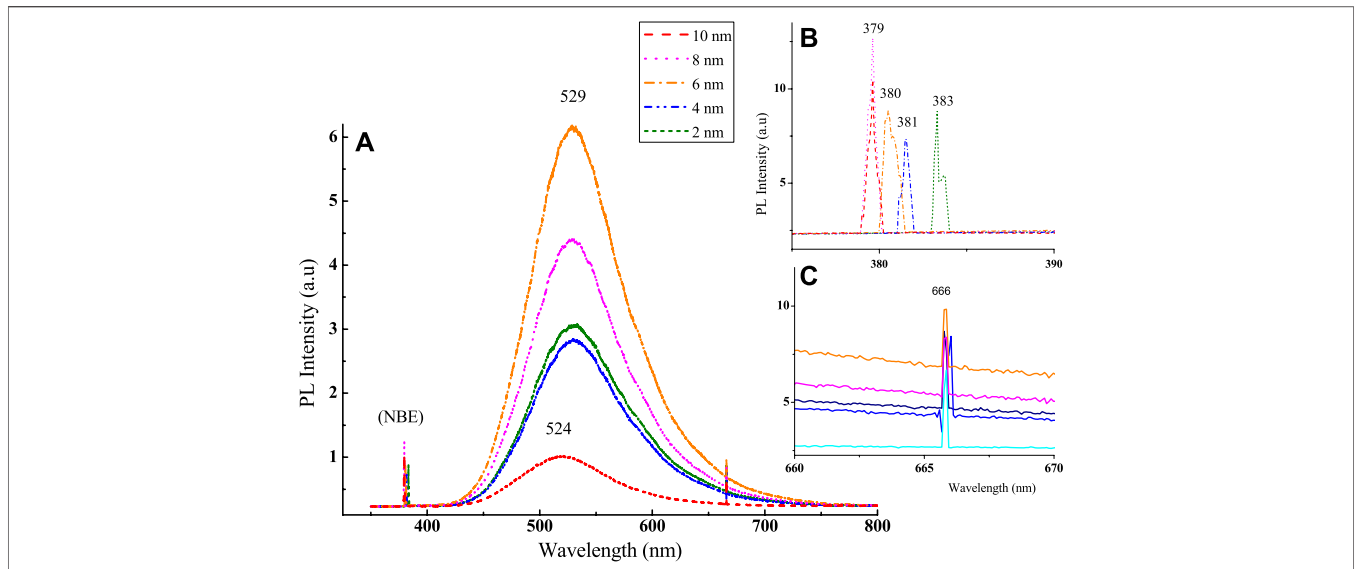 A
PL Intensity (a.u)
6
5
4
3
2
1
529
524
(NBE)
400
500
600
700
800
Wavelength (nm)
10 nm
8 nm
6 nm
4 nm
2 nm
B
PL Intensity (a.u)
10
5
379
380
381
383
380
390
C
10
5
666
660
665
670
Wavelength (nm)